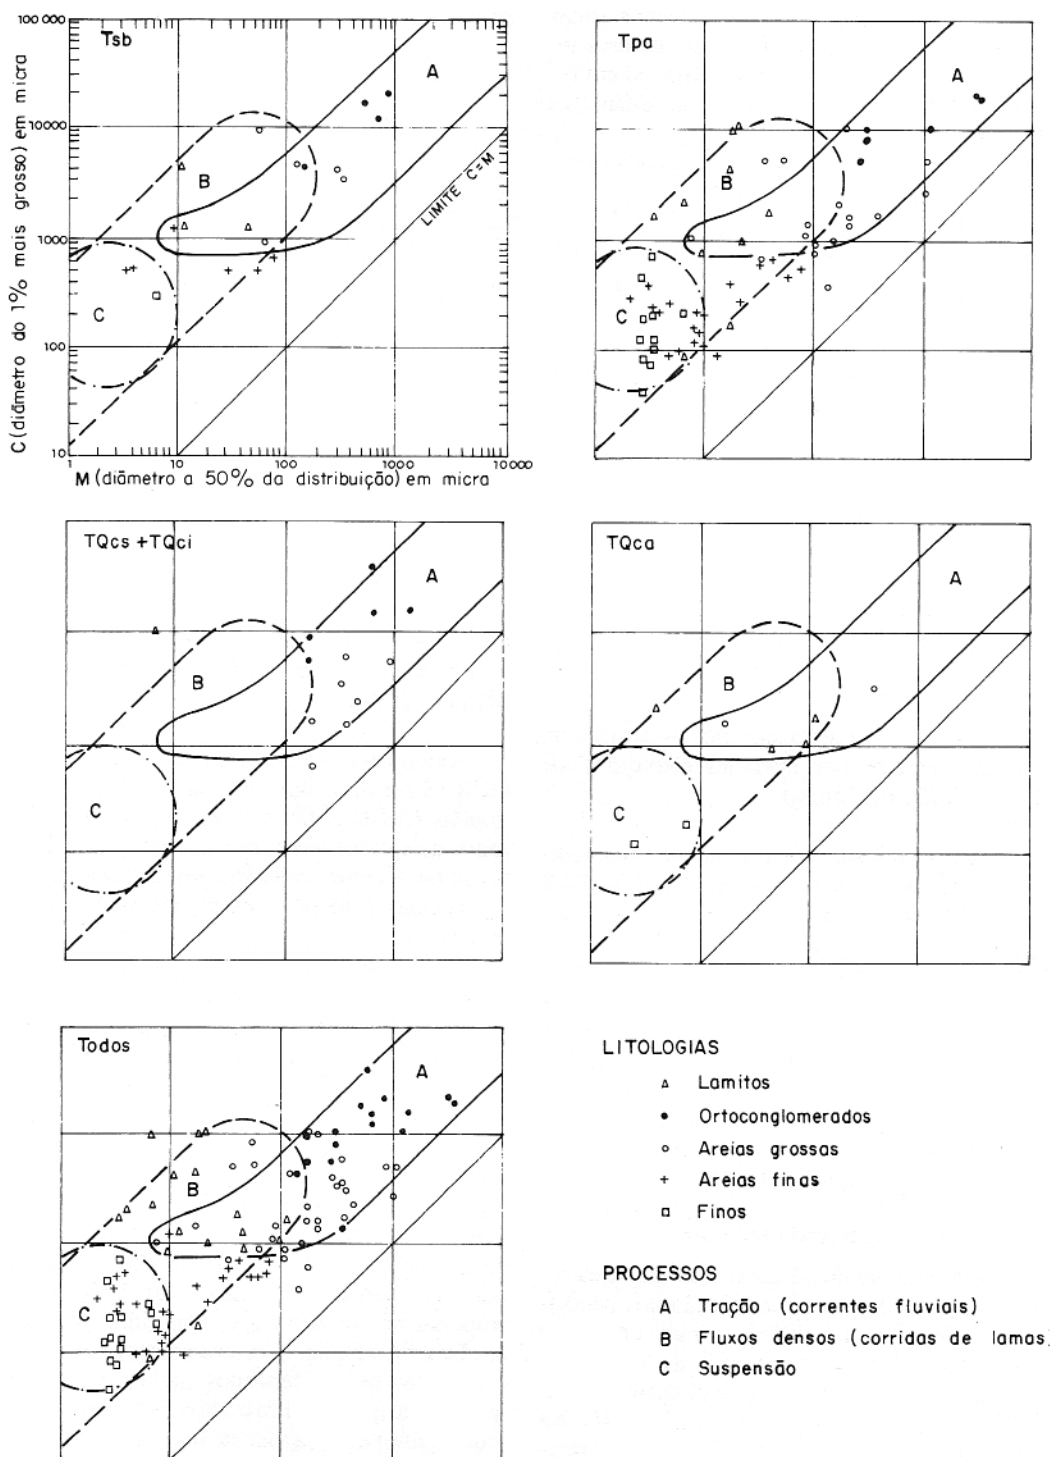 Tsb
A
B
C
LIMITE C=M
100 000
10000
1000
100
10
C (diâmetro do 1% mais grosso) em micra
1
10
100
1000
10 000
M (diâmetro a 50% da distribuição) em micra
Tpa
A
B
C
TQcs + TQci
A
B
C
TQca
A
B
C
Todos
A
B
C
LITOLOGIAS
Lamitos
Ortoconglomerados
Areias grossas
Areias finas
Finos
PROCESSOS
A Tração (correntes fluviais)
B Fluxos densos (corridas de lamas)
C Suspensão